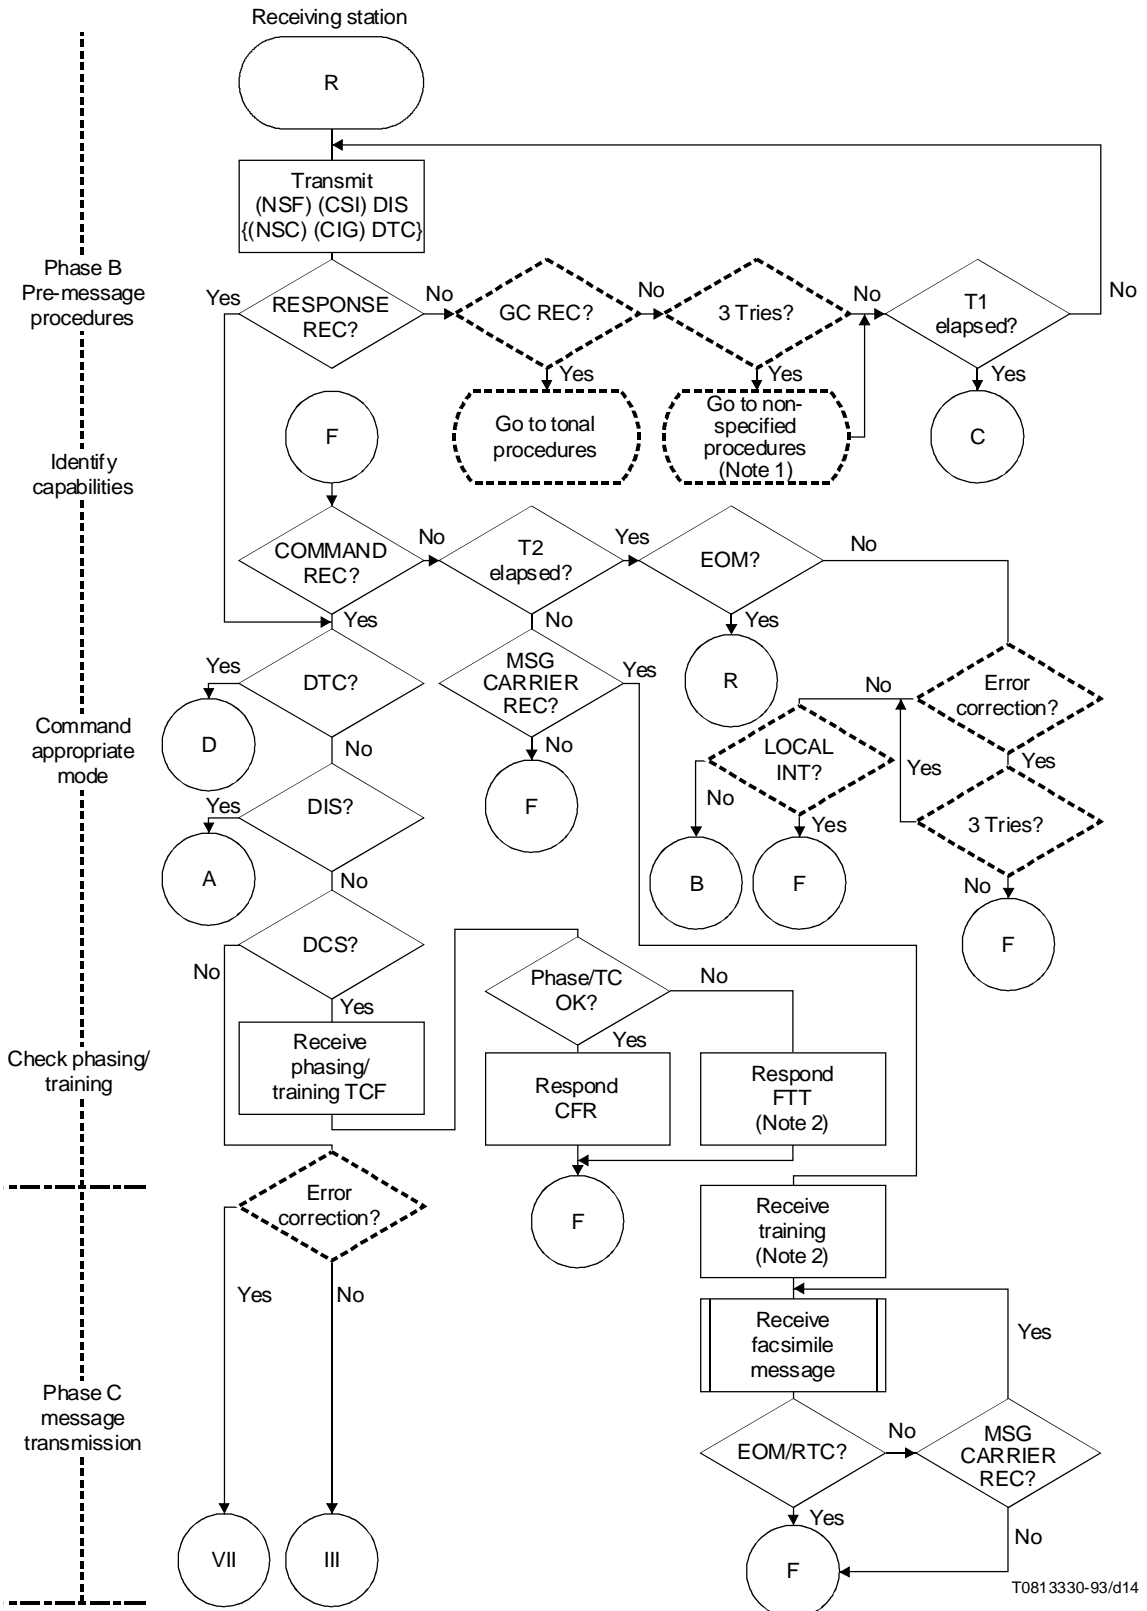 Receiving station
R
Transmit
(NSF) (CSI) DIS
{(NSC) (CIG) DTC}
Phase B
Pre-message
procedures
Yes
RESPONSE
REC?
No
GC REC?
No
3 Tries?
No
T1
elapsed?
No
Yes
Yes
Yes
Go to tonal
procedures
Go to non-
specified
procedures
(Note 1)
C
F
Identify
capabilities
COMMAND
REC?
No
T2
elapsed?
Yes
EOM?
No
Yes
No
Yes
Yes
DTC?
MSG
CARRIER
REC?
Yes
R
No
Error
correction?
D
No
No
Command
appropriate
mode
LOCAL
INT?
Yes
Yes
Yes
DIS?
F
No
Yes
3 Tries?
A
No
B
F
No
F
DCS?
No
Yes
Phase/TC
OK?
No
Yes
Check phasing/
training
Receive
phasing/
training TCF
Respond
CFR
Respond
FTT
(Note 2)
Error
correction?
F
Receive
training
(Note 2)
Yes
No
Receive
facsimile
message
Yes
Phase C
message
transmission
EOM/RTC?
No
MSG
CARRIER
REC?
Yes
No
VII
III
F
T0813330-93/d14